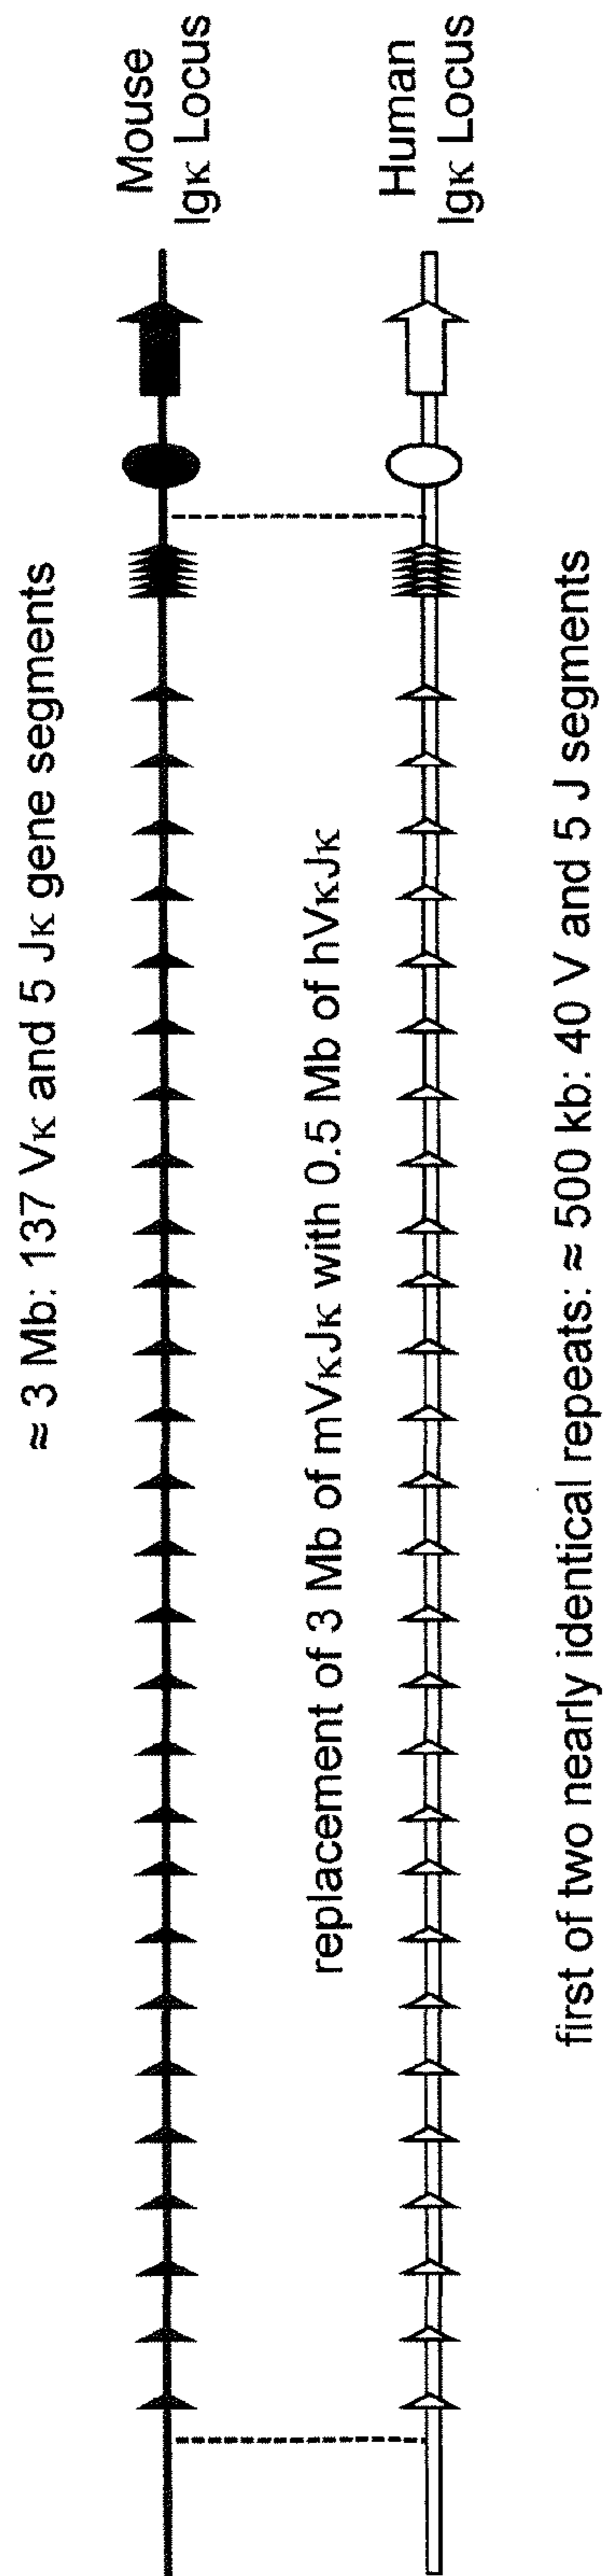 ≈ 3 Mb: 137 Vκ and 5 Jκ gene segments
Mouse
Igκ Locus
replacement of 3 Mb of mVκJκ with 0.5 Mb of hVκJκ
Human
Igκ Locus
first of two nearly identical repeats: ≈ 500 kb: 40 V and 5 J segments